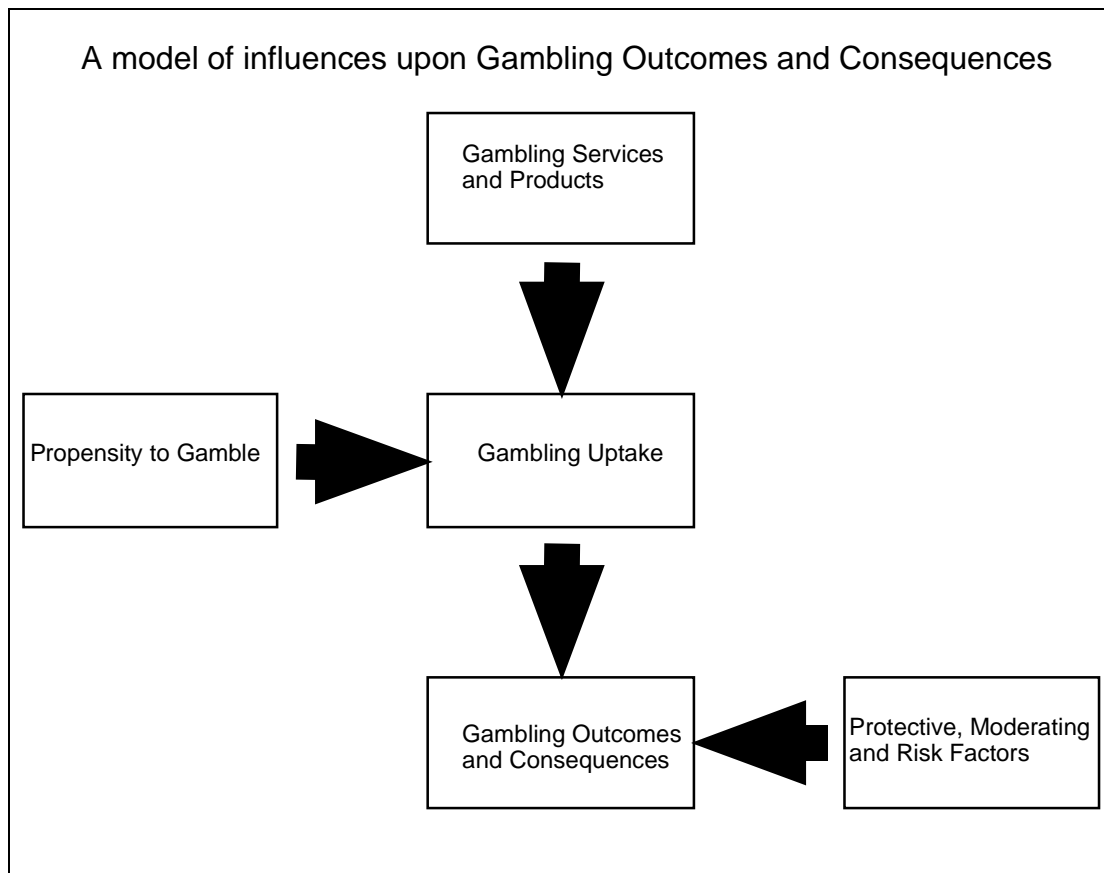 A model of influences upon Gambling Outcomes and Consequences
Gambling Services
and Products
Propensity to Gamble
Gambling Uptake
Gambling Outcomes
and Consequences
Protective, Moderating
and Risk Factors